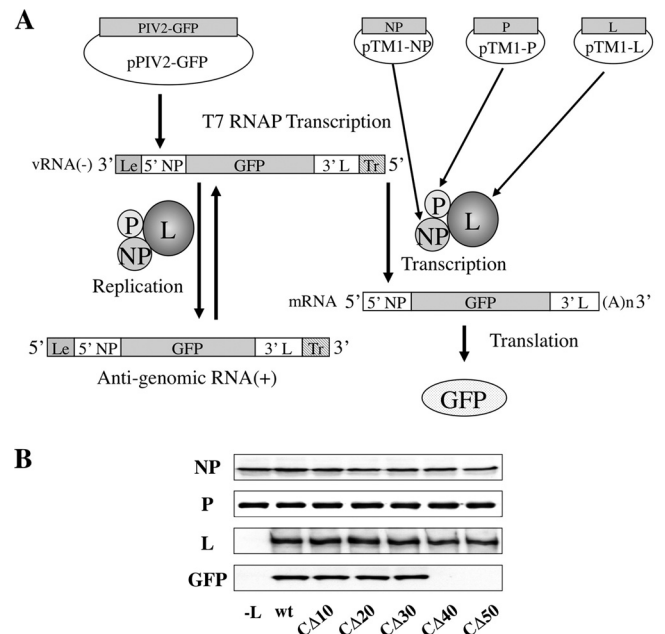 A
PIV2-GFP
pPIV2-GFP
NP
pTM1-NP
P
pTM1-P
L
pTM1-L
T7 RNAP Transcription
vRNA(-) 3’ Le 5’ NP GFP 3’ L Tr 5’
P
L
NP
Replication
P
L
NP
Transcription
mRNA 5’ 5’ NP GFP 3’ L (A)n3’
5’ Le 5’ NP GFP 3’ L Tr 3’
Anti-genomic RNA(+)
Translation
GFP
B
NP
P
L
GFP
-L wt CΔ10 CΔ20 CΔ30 CΔ40 CΔ50